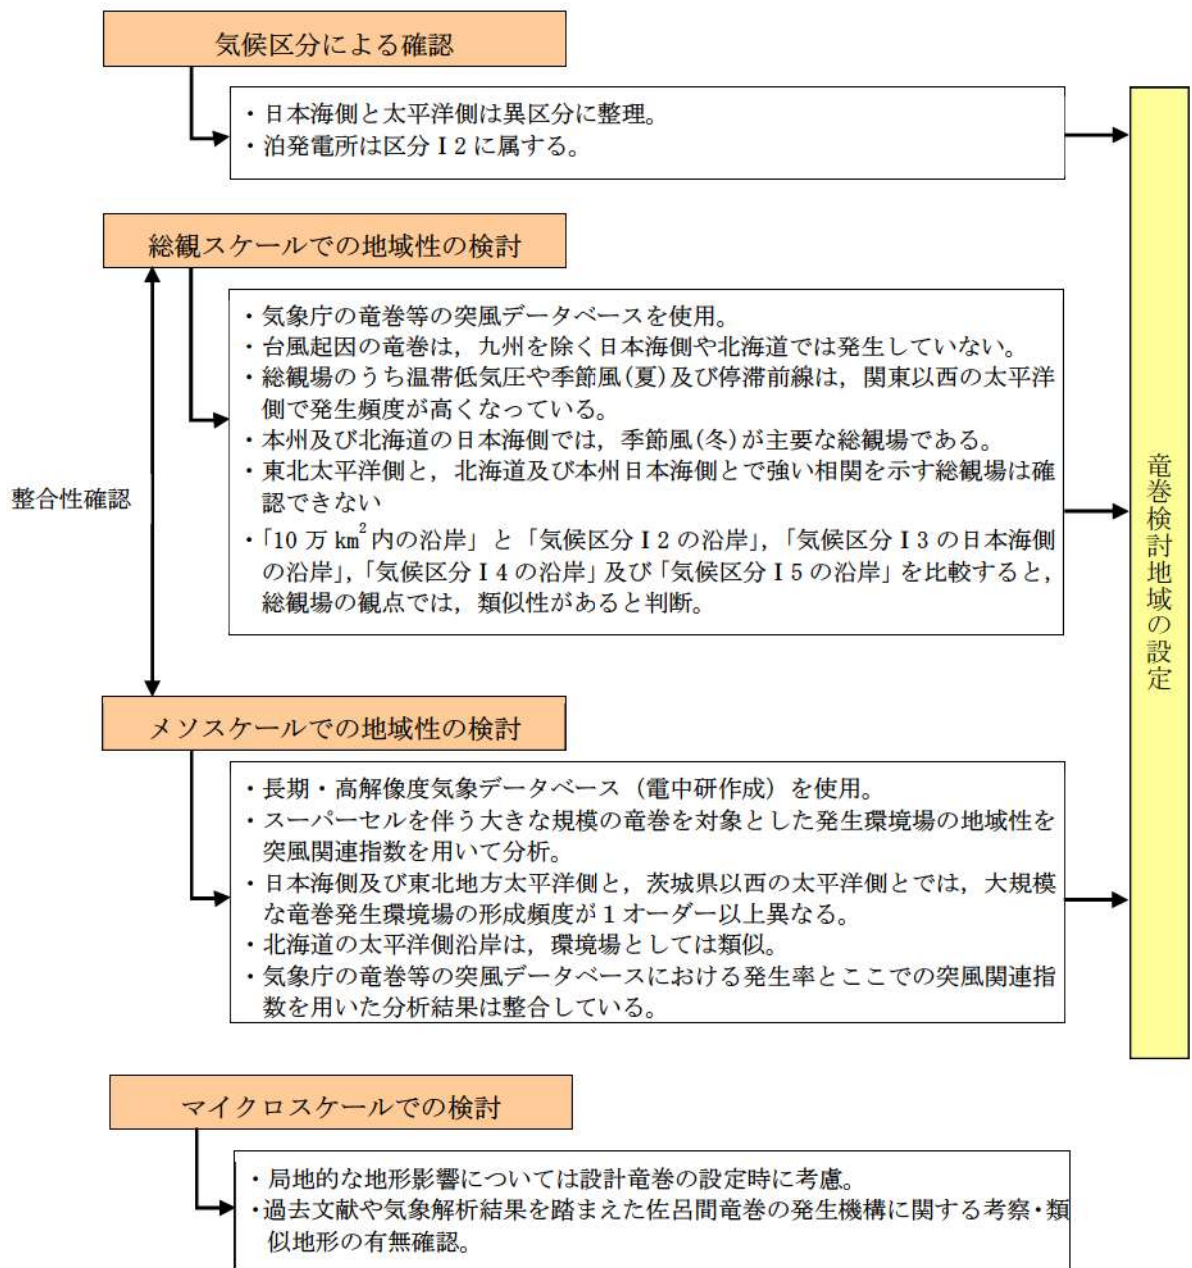 気候区分による確認
・日本海側と太平洋側は異区分に整理。
・泊発電所は区分Ⅰ2に属する。
総観スケールでの地域性の検討
・気象庁の竜巻等の突風データベースを使用。
・台風起因の竜巻は，九州を除く日本海側や北海道では発生していない。
・総観場のうち温帯低気圧や季節風(夏)及び停滞前線は，関東以西の太平洋
側で発生頻度が高くなっている。
・本州及び北海道の日本海側では，季節風(冬)が主要な総観場である。
・東北太平洋側と，北海道及び本州日本海側とで強い相関を示す総観場は確
認できない
・「10万km²内の沿岸」と「気候区分Ⅰ2の沿岸」，「気候区分Ⅰ3の日本海側
の沿岸」，「気候区分Ⅰ4の沿岸」及び「気候区分Ⅰ5の沿岸」を比較すると，
総観場の観点では，類似性があると判断。
整合性確認
メソスケールでの地域性の検討
・長期・高解像度気象データベース（電中研作成）を使用。
・スーパーセルを伴う大きな規模の竜巻を対象とした発生環境場の地域性を
突風関連指数を用いて分析。
・日本海側及び東北地方太平洋側と，茨城県以西の太平洋側とでは，大規模
な竜巻発生環境場の形成頻度が1オーダー以上異なる。
・北海道の太平洋側沿岸は，環境場としては類似。
・気象庁の竜巻等の突風データベースにおける発生率とここでの突風関連指
数を用いた分析結果は整合している。
マイクロスケールでの検討
・局地的な地形影響については設計竜巻の設定時に考慮。
・過去文献や気象解析結果を踏まえた佐呂間竜巻の発生機構に関する考察・類
似地形の有無確認。
竜巻検討地域の設定